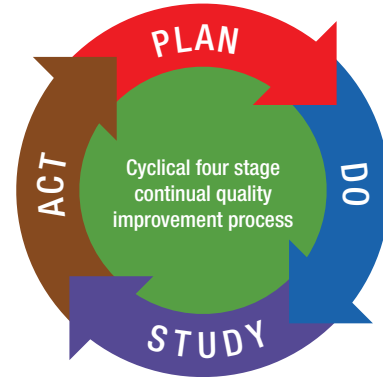 PLAN
DO
STUDY
ACT
Cyclical four stage
continual quality
improvement process